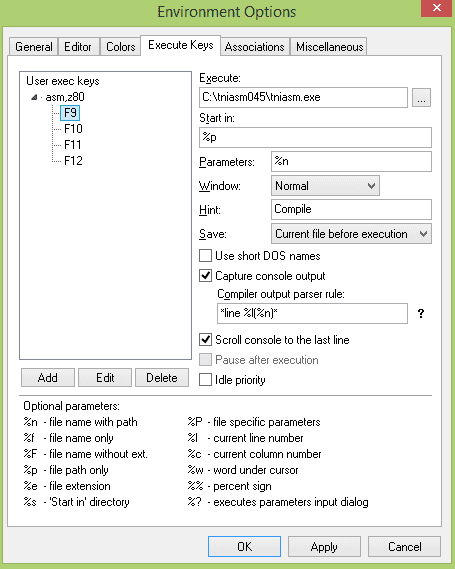 Environment Options
General Editor Colors Execute Keys Associations Miscellaneous
User exec keys
asm,z80
F9
F10
F11
F12
Add Edit Delete
Execute:
C:\tniasm045\tniasm.exe ...
Start in:
%p
Parameters: %n
Window: Normal
Hint: Compile
Save: Current file before execution
Use short DOS names
Capture console output
Compiler output parser rule:
*line %l(%n)* ?
Scroll console to the last line
Pause after execution
Idle priority
Optional parameters:
%n - file name with path
%f - file name only
%F - file name without ext.
%p - file path only
%e - file extension
%s - 'Start in' directory
%P - file specific parameters
%l - current line number
%c - current column number
%w - word under cursor
%% - percent sign
%? - executes parameters input dialog
OK Apply Cancel